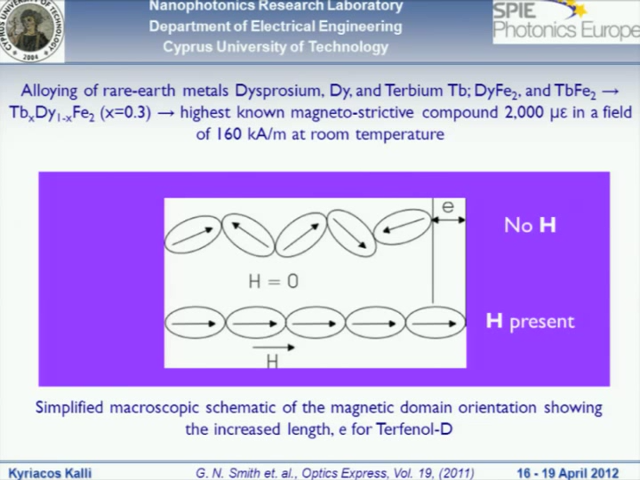 Nanophotonics Research Laboratory
Department of Electrical Engineering
Cyprus University of Technology
SPIE
Photonics Europe
2004
Alloying of rare-earth metals Dysprosium, Dy, and Terbium Tb; DyFe₂, and TbFe₂ →
TbₓDy₁₋ₓFe₂ (x=0.3) → highest known magneto-strictive compound 2,000 µε in a field
of 160 kA/m at room temperature
e
No H
H = 0
H present
H
Simplified macroscopic schematic of the magnetic domain orientation showing
the increased length, e for Terfenol-D
Kyriacos Kalli
G. N. Smith et. al., Optics Express, Vol. 19, (2011)
16 - 19 April 2012